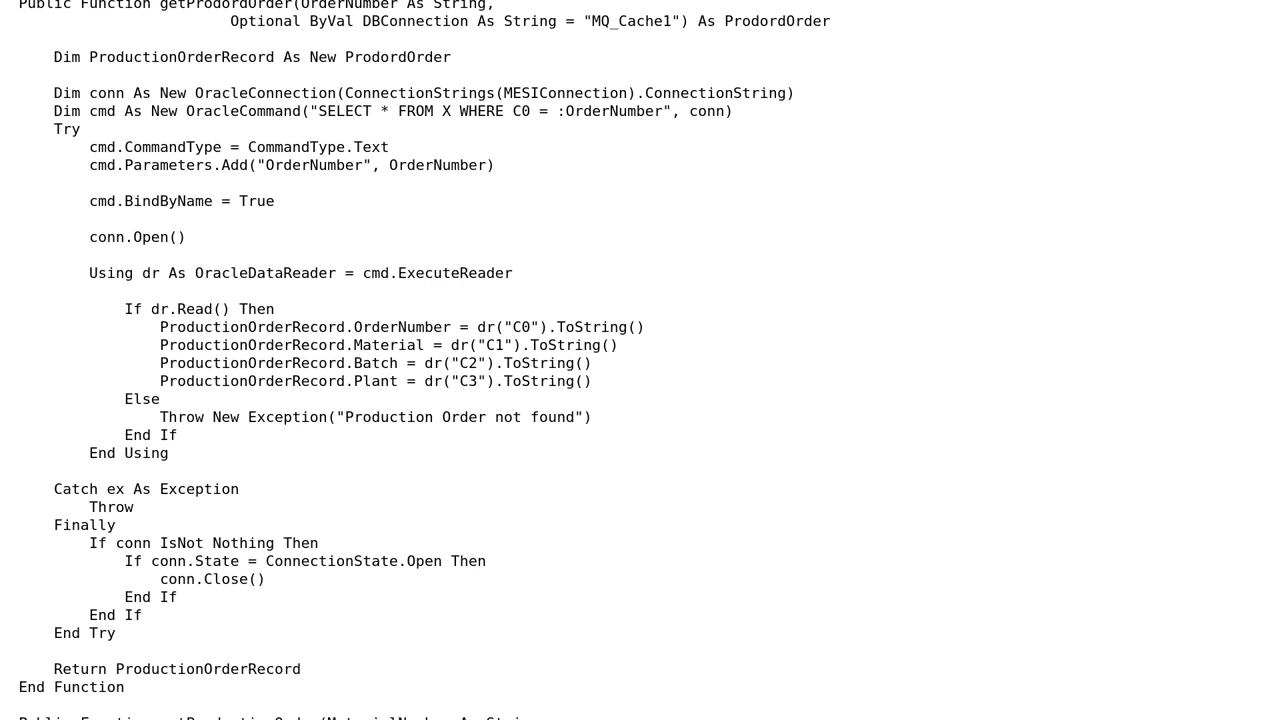 Public Function getProdordOrder(OrderNumber As String,
                        Optional ByVal DBConnection As String = "MQ_Cache1") As ProdordOrder

    Dim ProductionOrderRecord As New ProdordOrder

    Dim conn As New OracleConnection(ConnectionStrings(MESIConnection).ConnectionString)
    Dim cmd As New OracleCommand("SELECT * FROM X WHERE C0 = :OrderNumber", conn)
    Try
        cmd.CommandType = CommandType.Text
        cmd.Parameters.Add("OrderNumber", OrderNumber)

        cmd.BindByName = True

        conn.Open()

        Using dr As OracleDataReader = cmd.ExecuteReader

            If dr.Read() Then
                ProductionOrderRecord.OrderNumber = dr("C0").ToString()
                ProductionOrderRecord.Material = dr("C1").ToString()
                ProductionOrderRecord.Batch = dr("C2").ToString()
                ProductionOrderRecord.Plant = dr("C3").ToString()
            Else
                Throw New Exception("Production Order not found")
            End If
        End Using

    Catch ex As Exception
        Throw
    Finally
        If conn IsNot Nothing Then
            If conn.State = ConnectionState.Open Then
                conn.Close()
            End If
        End If
    End Try

    Return ProductionOrderRecord
End Function